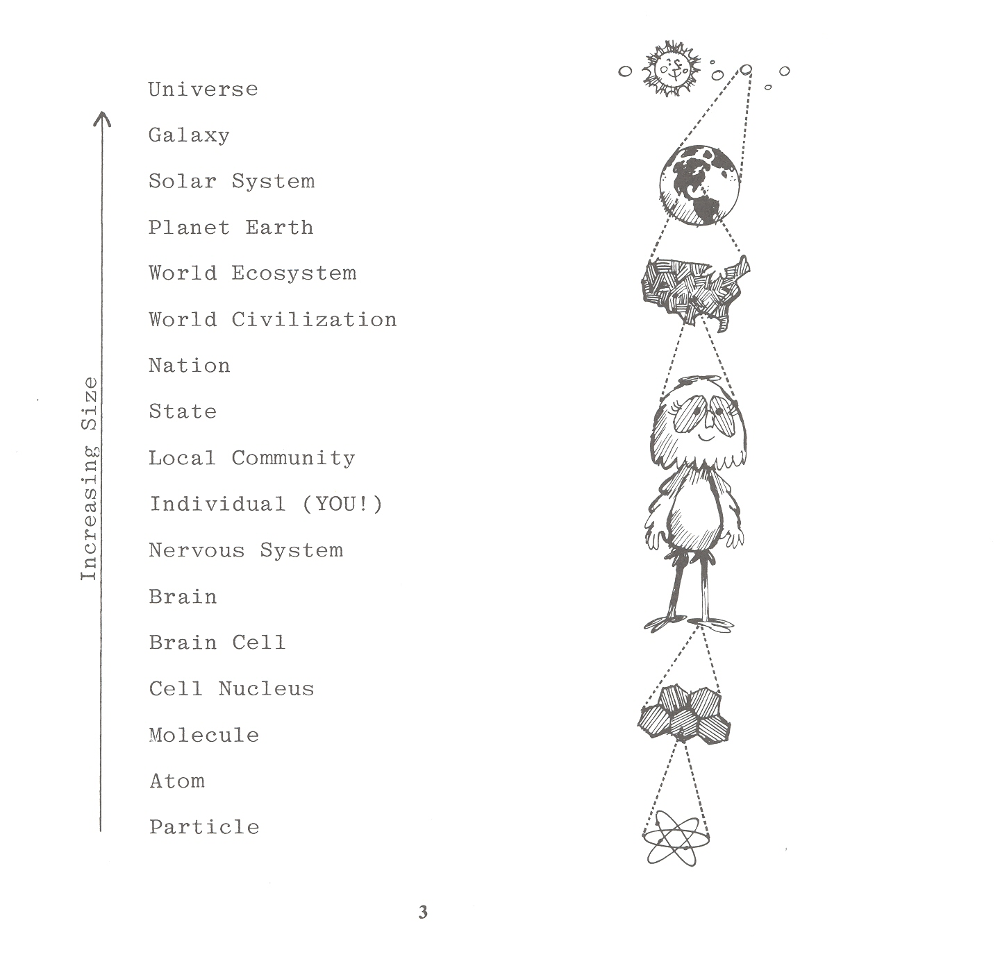 Universe
Galaxy
Solar System
Planet Earth
World Ecosystem
World Civilization
Nation
State
Local Community
Individual (YOU!)
Nervous System
Brain
Brain Cell
Cell Nucleus
Molecule
Atom
Particle
Increasing Size
3